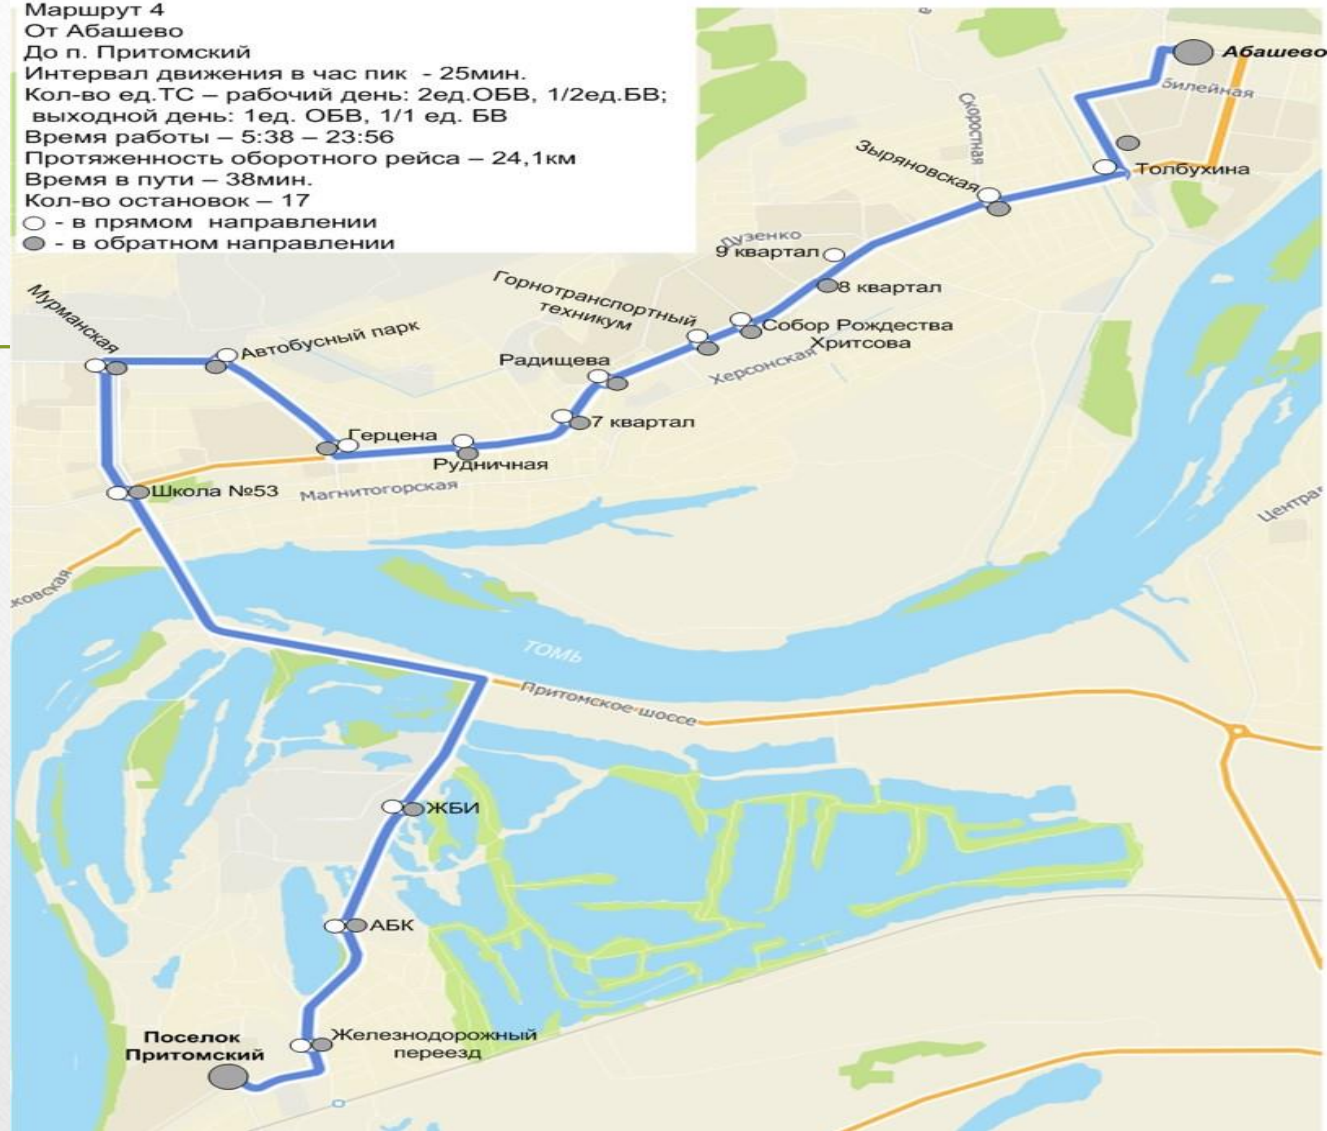 Маршрут 4
От Абашево
До п. Притомский
Интервал движения в час пик - 25мин.
Кол-во ед.ТС – рабочий день: 2ед.ОБВ, 1/2ед.БВ;
выходной день: 1ед. ОБВ, 1/1 ед. БВ
Время работы – 5:38 – 23:56
Протяженность оборотного рейса – 24,1км
Время в пути – 38мин.
Кол-во остановок – 17
- в прямом направлении
- в обратном направлении
Абашево
билейная
Скоростная
Зыряновская
Толбухина
Дузенко
9 квартал
8 квартал
Горнотранспортный
техникум
Собор Рождества
Хритсова
Херсонская
Мурманская
Автобусный парк
Радищева
7 квартал
Герцена
Рудничная
Школа №53
Магнитогорская
Центра
ковская
ТОМЬ
Притомское шоссе
ЖБИ
АБК
Железнодорожный
переезд
Поселок
Притомский